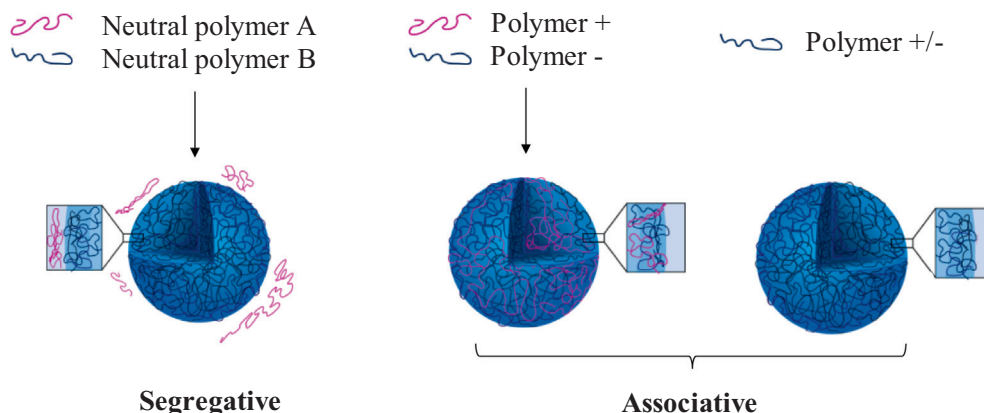 Neutral polymer A
Neutral polymer B
Polymer +
Polymer -
Polymer +/-
Segregative
Associative